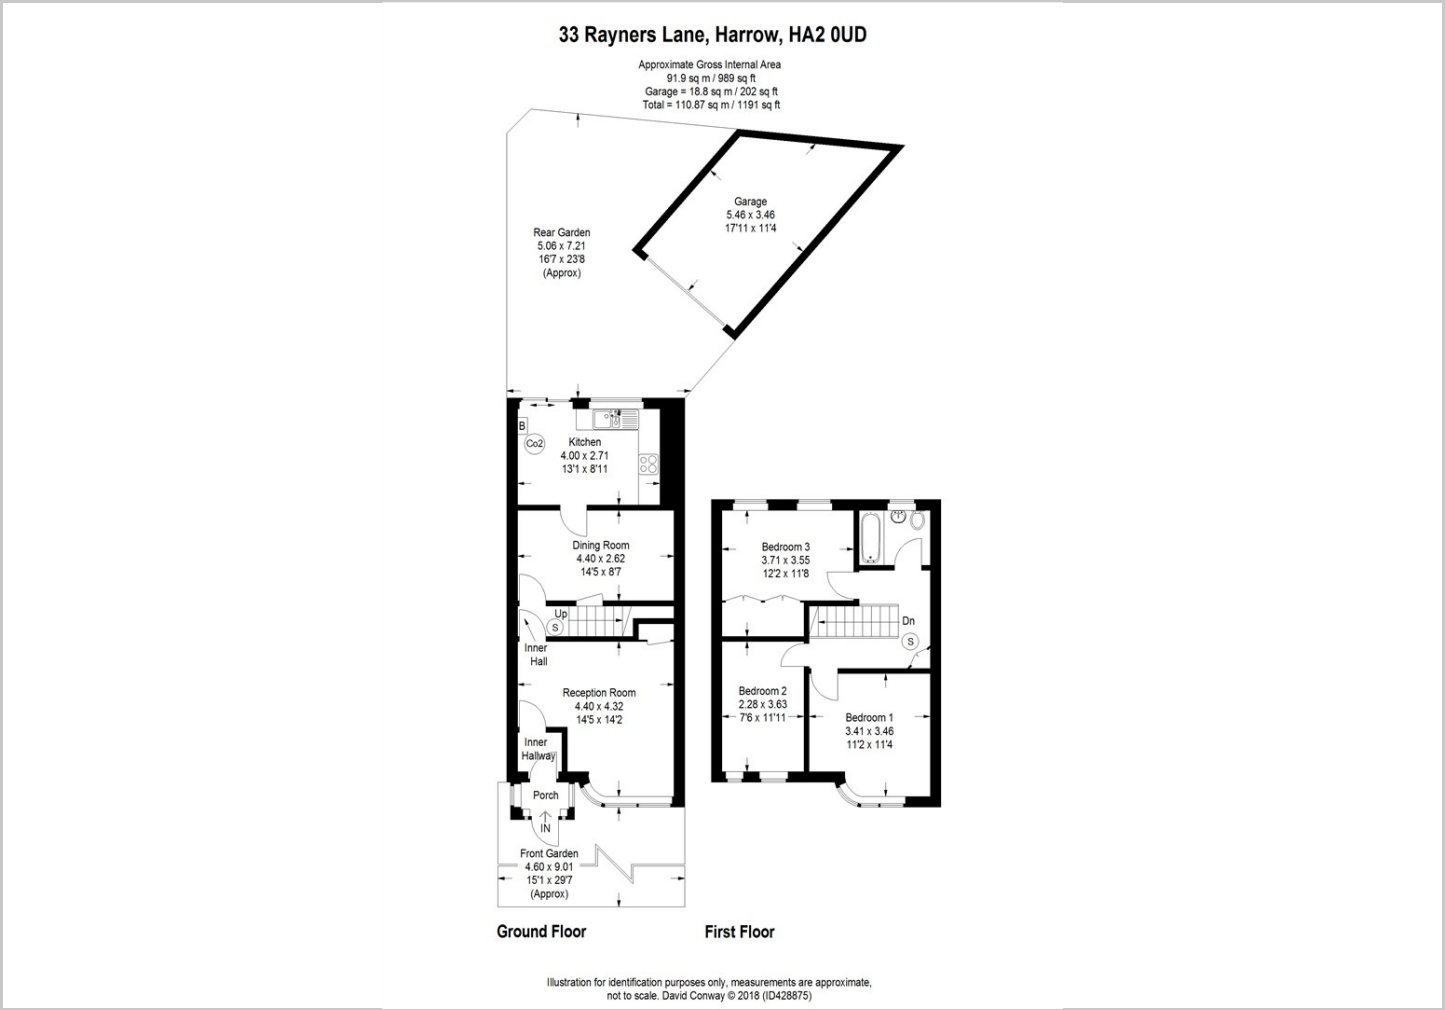 33 Rayners Lane, Harrow, HA2 0UD
Approximate Gross Internal Area
91.9 sq m / 989 sq ft
Garage = 18.8 sq m / 202 sq ft
Total = 110.87 sq m / 1191 sq ft
Garage
5.46 x 3.46
17'11 x 11'4
Rear Garden
5.06 x 7.21
16'7 x 23'8
(Approx)
B
Co2
Kitchen
4.00 x 2.71
13'1 x 8'11
Dining Room
4.40 x 2.62
14'5 x 8'7
Up
S
Inner
Hall
Reception Room
4.40 x 4.32
14'5 x 14'2
Inner
Hallway
Porch
IN
Front Garden
4.60 x 9.01
15'1 x 29'7
(Approx)
Ground Floor
Bedroom 3
3.71 x 3.55
12'2 x 11'8
Dn
S
Bedroom 2
2.28 x 3.63
7'6 x 11'11
Bedroom 1
3.41 x 3.46
11'2 x 11'4
First Floor
Illustration for identification purposes only, measurements are approximate,
not to scale. David Conway © 2018 (ID428875)